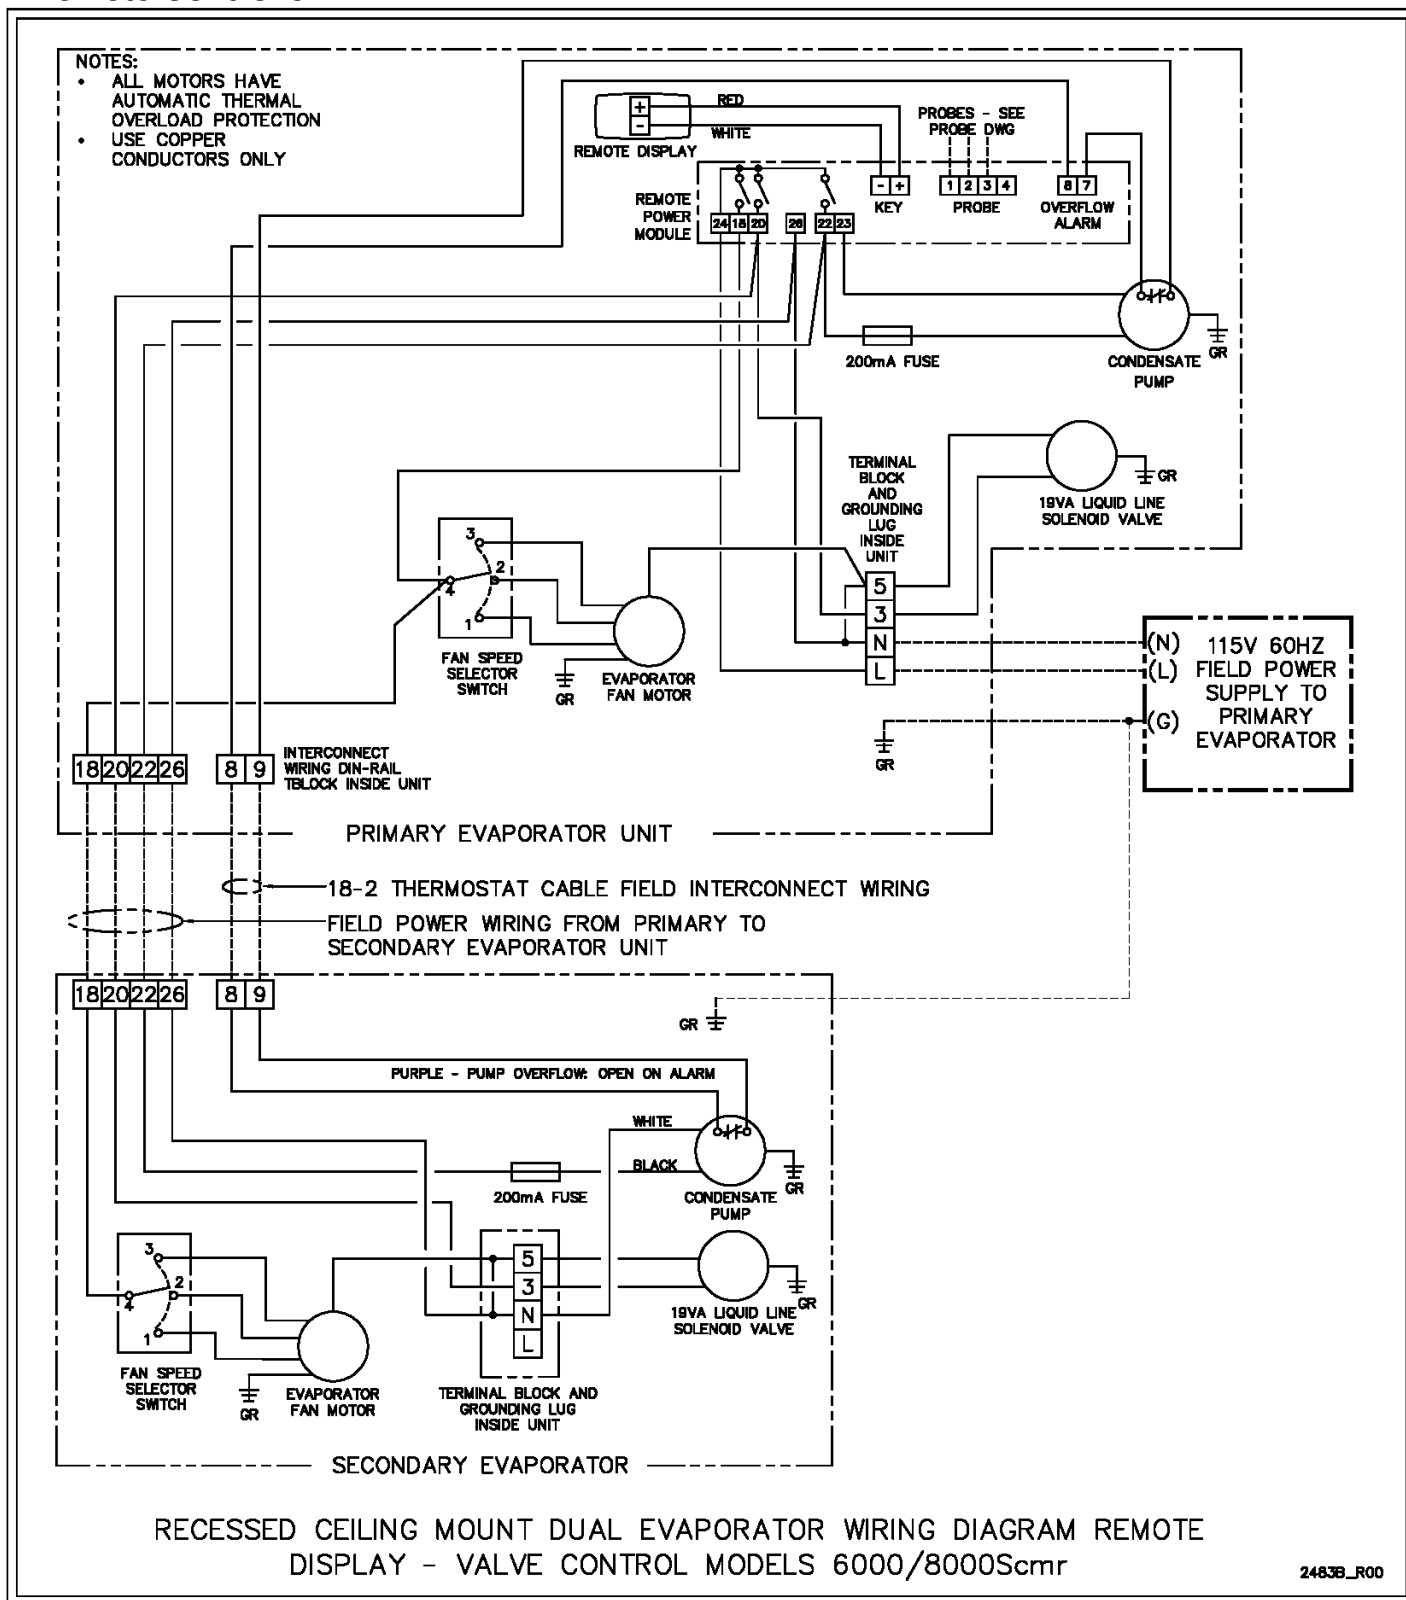 NOTES:
• ALL MOTORS HAVE
AUTOMATIC THERMAL
OVERLOAD PROTECTION
• USE COPPER
CONDUCTORS ONLY
+
-
RED
WHITE
REMOTE DISPLAY
PROBES - SEE
PROBE DWG
REMOTE
POWER
MODULE
- +
KEY
1 2 3 4
PROBE
8 7
OVERFLOW
ALARM
24 18 20 26 22 23
200mA FUSE
GR
CONDENSATE
PUMP
TERMINAL
BLOCK
AND
GROUNDING
LUG
INSIDE
UNIT
GR
19VA LIQUID LINE
SOLENOID VALVE
3
2
4
1
FAN SPEED
SELECTOR
SWITCH
GR
EVAPORATOR
FAN MOTOR
5
3
N
L
(N)
(L)
(G)
115V 60HZ
FIELD POWER
SUPPLY TO
PRIMARY
EVAPORATOR
GR
18 20 22 26 8 9
INTERCONNECT
WIRING DIN-RAIL
TBLOCK INSIDE UNIT
PRIMARY EVAPORATOR UNIT
18-2 THERMOSTAT CABLE FIELD INTERCONNECT WIRING
FIELD POWER WIRING FROM PRIMARY TO
SECONDARY EVAPORATOR UNIT
18 20 22 26 8 9
GR
PURPLE - PUMP OVERFLOW: OPEN ON ALARM
WHITE
BLACK
200mA FUSE
GR
CONDENSATE
PUMP
3
2
4
1
FAN SPEED
SELECTOR
SWITCH
GR
EVAPORATOR
FAN MOTOR
5
3
N
L
TERMINAL BLOCK AND
GROUNDING LUG
INSIDE UNIT
GR
19VA LIQUID LINE
SOLENOID VALVE
SECONDARY EVAPORATOR
RECESSED CEILING MOUNT DUAL EVAPORATOR WIRING DIAGRAM REMOTE
DISPLAY - VALVE CONTROL MODELS 6000/8000Scmr
2483B_R00